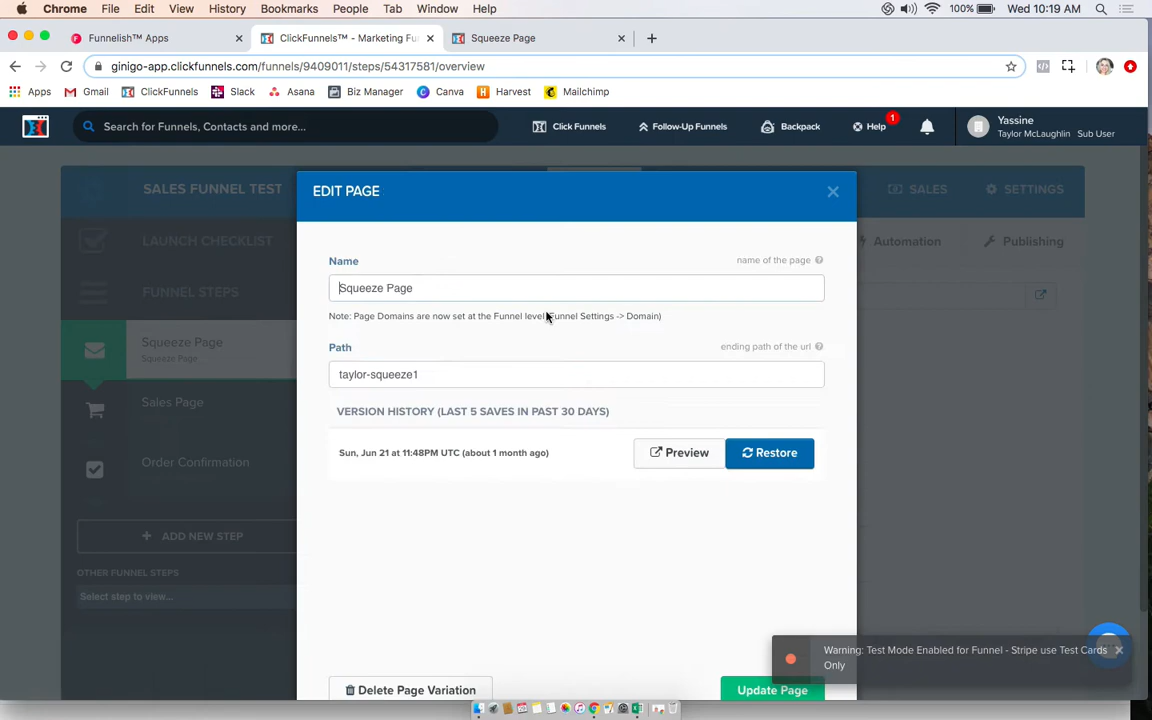 Chrome File Edit View History Bookmarks People Tab Window Help 100% Wed 10:19 AM
Funnelish™ Apps ClickFunnels™ - Marketing Fu Squeeze Page
ginigo-app.clickfunnels.com/funnels/9409011/steps/54317581/overview
Apps Gmail ClickFunnels Slack Asana Biz Manager Canva Harvest Mailchimp
Search for Funnels, Contacts and more... Click Funnels Follow-Up Funnels Backpack Help 1 Yassine
Taylor McLaughlin Sub User
SALES FUNNEL TEST SALES SETTINGS
EDIT PAGE
LAUNCH CHECKLIST Automation Publishing
FUNNEL STEPS
Squeeze Page
Squeeze Page
Sales Page
Order Confirmation
+ ADD NEW STEP
OTHER FUNNEL STEPS
Select step to view...
Name name of the page
Squeeze Page
Note: Page Domains are now set at the Funnel level Funnel Settings -> Domain)
Path ending path of the url
taylor-squeeze1
VERSION HISTORY (LAST 5 SAVES IN PAST 30 DAYS)
Sun, Jun 21 at 11:48PM UTC (about 1 month ago) Preview Restore
Delete Page Variation Update Page
Warning: Test Mode Enabled for Funnel - Stripe use Test Cards
Only